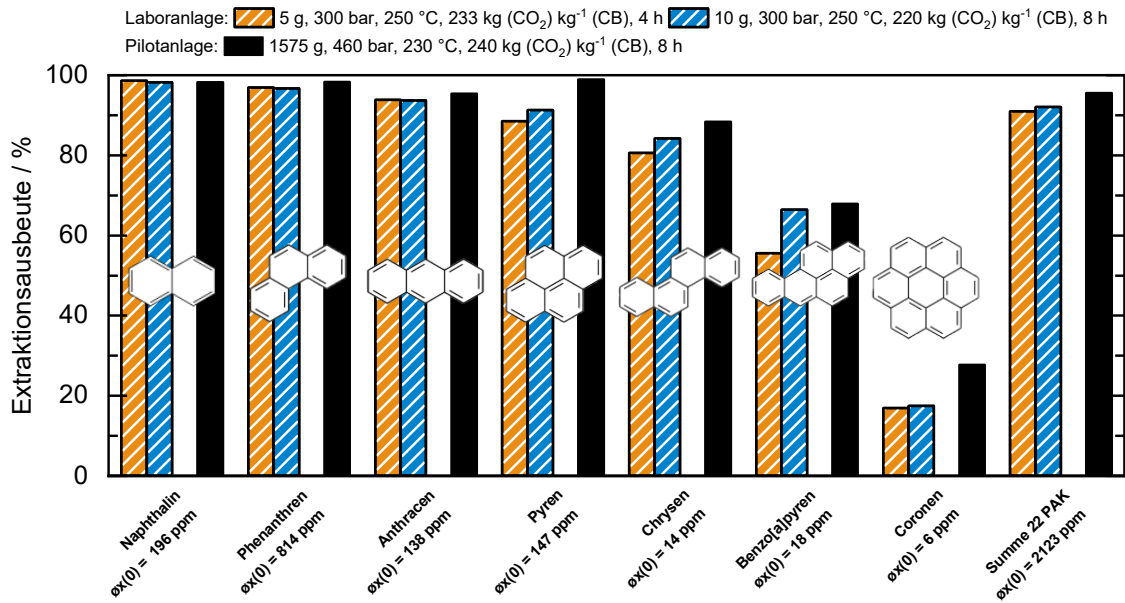 Laboranlage: 5 g, 300 bar, 250 °C, 233 kg (CO₂) kg⁻¹ (CB), 4 h 10 g, 300 bar, 250 °C, 220 kg (CO₂) kg⁻¹ (CB), 8 h
Pilotanlage: 1575 g, 460 bar, 230 °C, 240 kg (CO₂) kg⁻¹ (CB), 8 h
Extraktionsausbeute / %
100
80
60
40
20
0
Naphthalin
øx(0) = 196 ppm
Phenanthren
øx(0) = 814 ppm
Anthracen
øx(0) = 138 ppm
Pyren
øx(0) = 147 ppm
Chrysen
øx(0) = 14 ppm
Benzo[a]pyren
øx(0) = 18 ppm
Coronen
øx(0) = 6 ppm
Summe 22 PAK
øx(0) = 2123 ppm